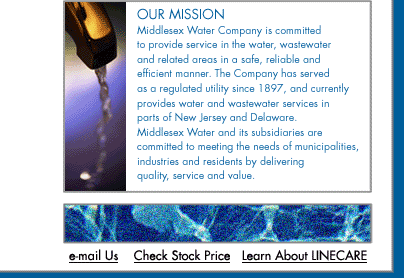 OUR MISSION
Middlesex Water Company is committed
to provide service in the water, wastewater
and related areas in a safe, reliable and
efficient manner. The Company has served
as a regulated utility since 1897, and currently
provides water and wastewater services in
parts of New Jersey and Delaware.
Middlesex Water and its subsidiaries are
committed to meeting the needs of municipalities,
industries and residents by delivering
quality, service and value.
e-mail Us Check Stock Price Learn About LINECARE